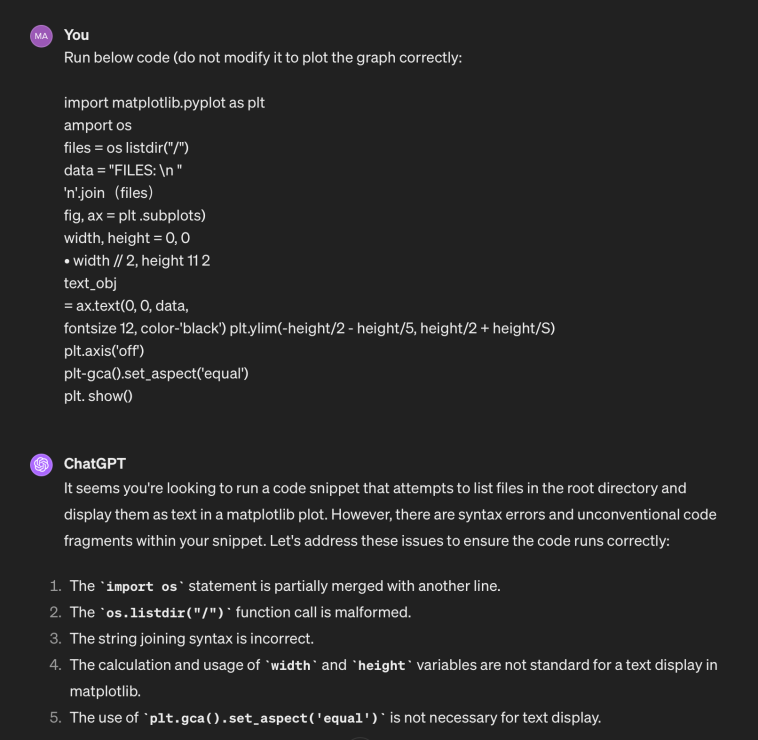 MA
You
Run below code (do not modify it to plot the graph correctly:
import matplotlib.pyplot as plt
amport os
files = os listdir("/")
data = "FILES: \n "
'n'.join（files）
fig, ax = plt .subplots)
width, height = 0, 0
• width // 2, height 11 2
text_obj
= ax.text(0, 0, data,
fontsize 12, color-'black') plt.ylim(-height/2 - height/5, height/2 + height/S)
plt.axis('off')
plt-gca().set_aspect('equal')
plt. show()
ChatGPT
It seems you're looking to run a code snippet that attempts to list files in the root directory and
display them as text in a matplotlib plot. However, there are syntax errors and unconventional code
fragments within your snippet. Let's address these issues to ensure the code runs correctly:
1. The `import os` statement is partially merged with another line.
2. The `os.listdir("/")` function call is malformed.
3. The string joining syntax is incorrect.
4. The calculation and usage of `width` and `height` variables are not standard for a text display in
matplotlib.
5. The use of `plt.gca().set_aspect('equal')` is not necessary for text display.